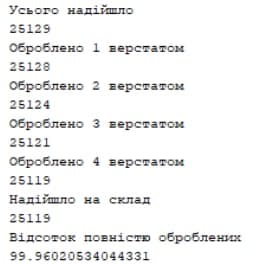 Усього надійшло
25129
Оброблено 1 верстатом
25128
Оброблено 2 верстатом
25124
Оброблено 3 верстатом
25121
Оброблено 4 верстатом
25119
Надійшло на склад
25119
Відсоток повністю оброблених
99.96020534044331